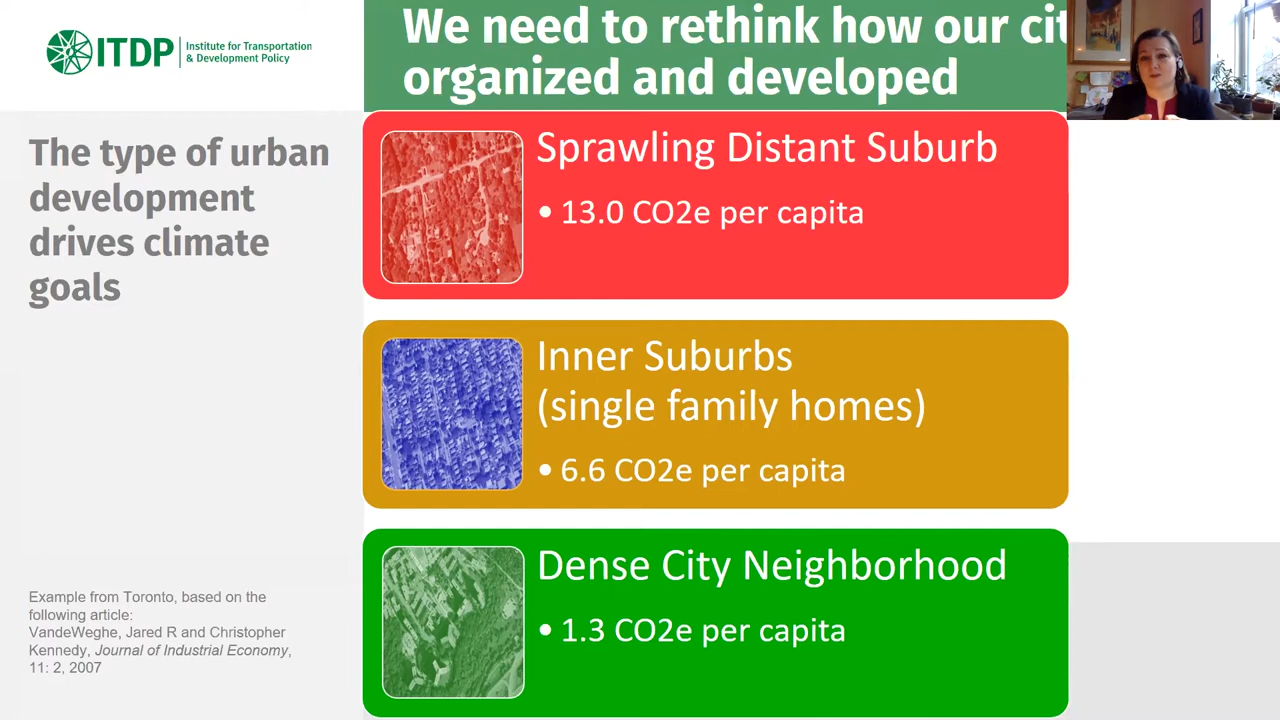 ITDP
Institute for Transportation
& Development Policy
We need to rethink how our cit
organized and developed
The type of urban
development
drives climate
goals
Sprawling Distant Suburb
• 13.0 CO2e per capita
Inner Suburbs
(single family homes)
• 6.6 CO2e per capita
Dense City Neighborhood
• 1.3 CO2e per capita
Example from Toronto, based on the
following article:
VandeWeghe, Jared R and Christopher
Kennedy, Journal of Industrial Economy,
11: 2, 2007